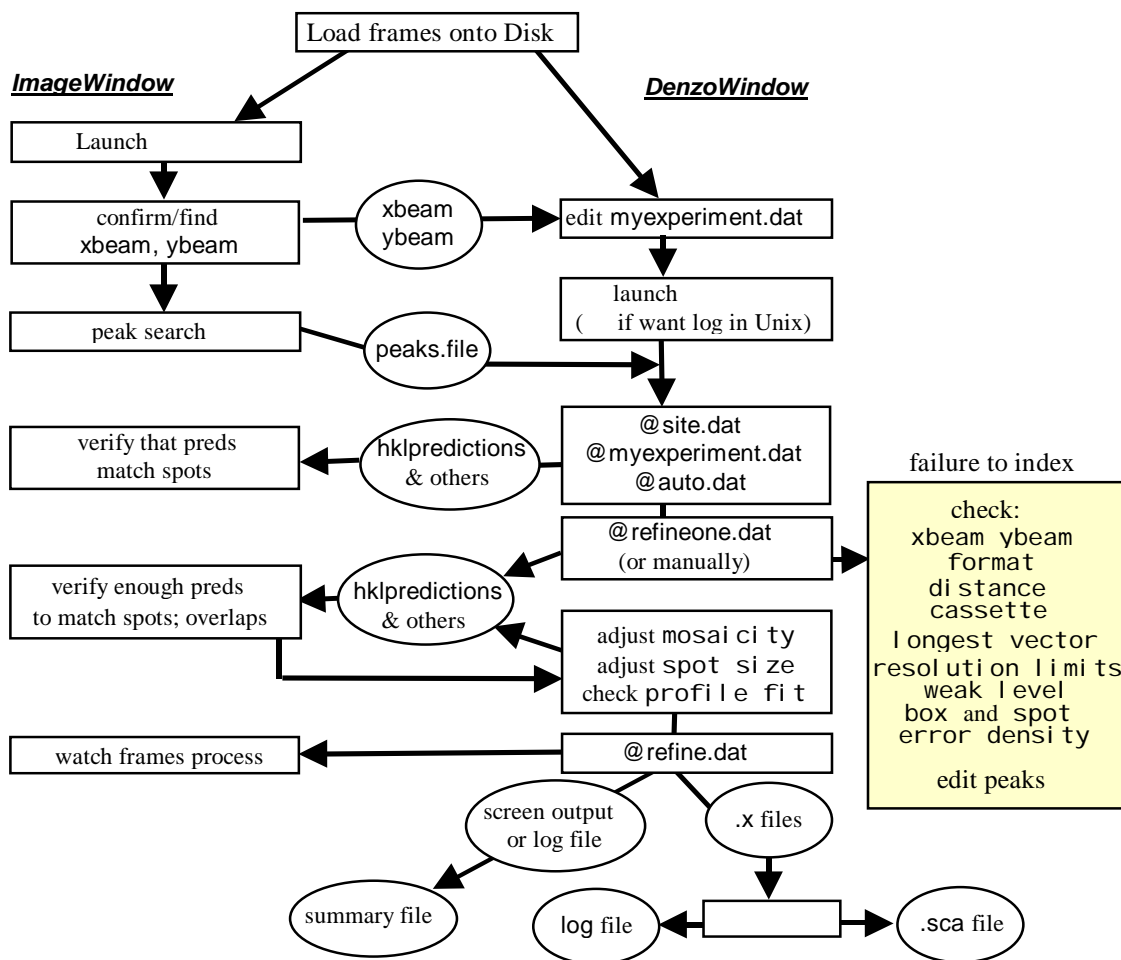 Load frames onto Disk
ImageWindow
DenzoWindow
Launch
confirm/find
xbeam, ybeam
xbeam
ybeam
edit myexperiment.dat
launch
( if want log in Unix)
peak search
peaks.file
@site.dat
@myexperiment.dat
@auto.dat
hklpredictions
& others
verify that preds
match spots
failure to index
check:
xbeam ybeam
format
distance
cassette
longest vector
resolution limits
weak level
box and spot
error density
edit peaks
@refineone.dat
(or manually)
hklpredictions
& others
verify enough preds
to match spots; overlaps
adjust mosaicity
adjust spot size
check profile fit
watch frames process
@refine.dat
screen output
or log file
.x files
summary file
log file
.sca file